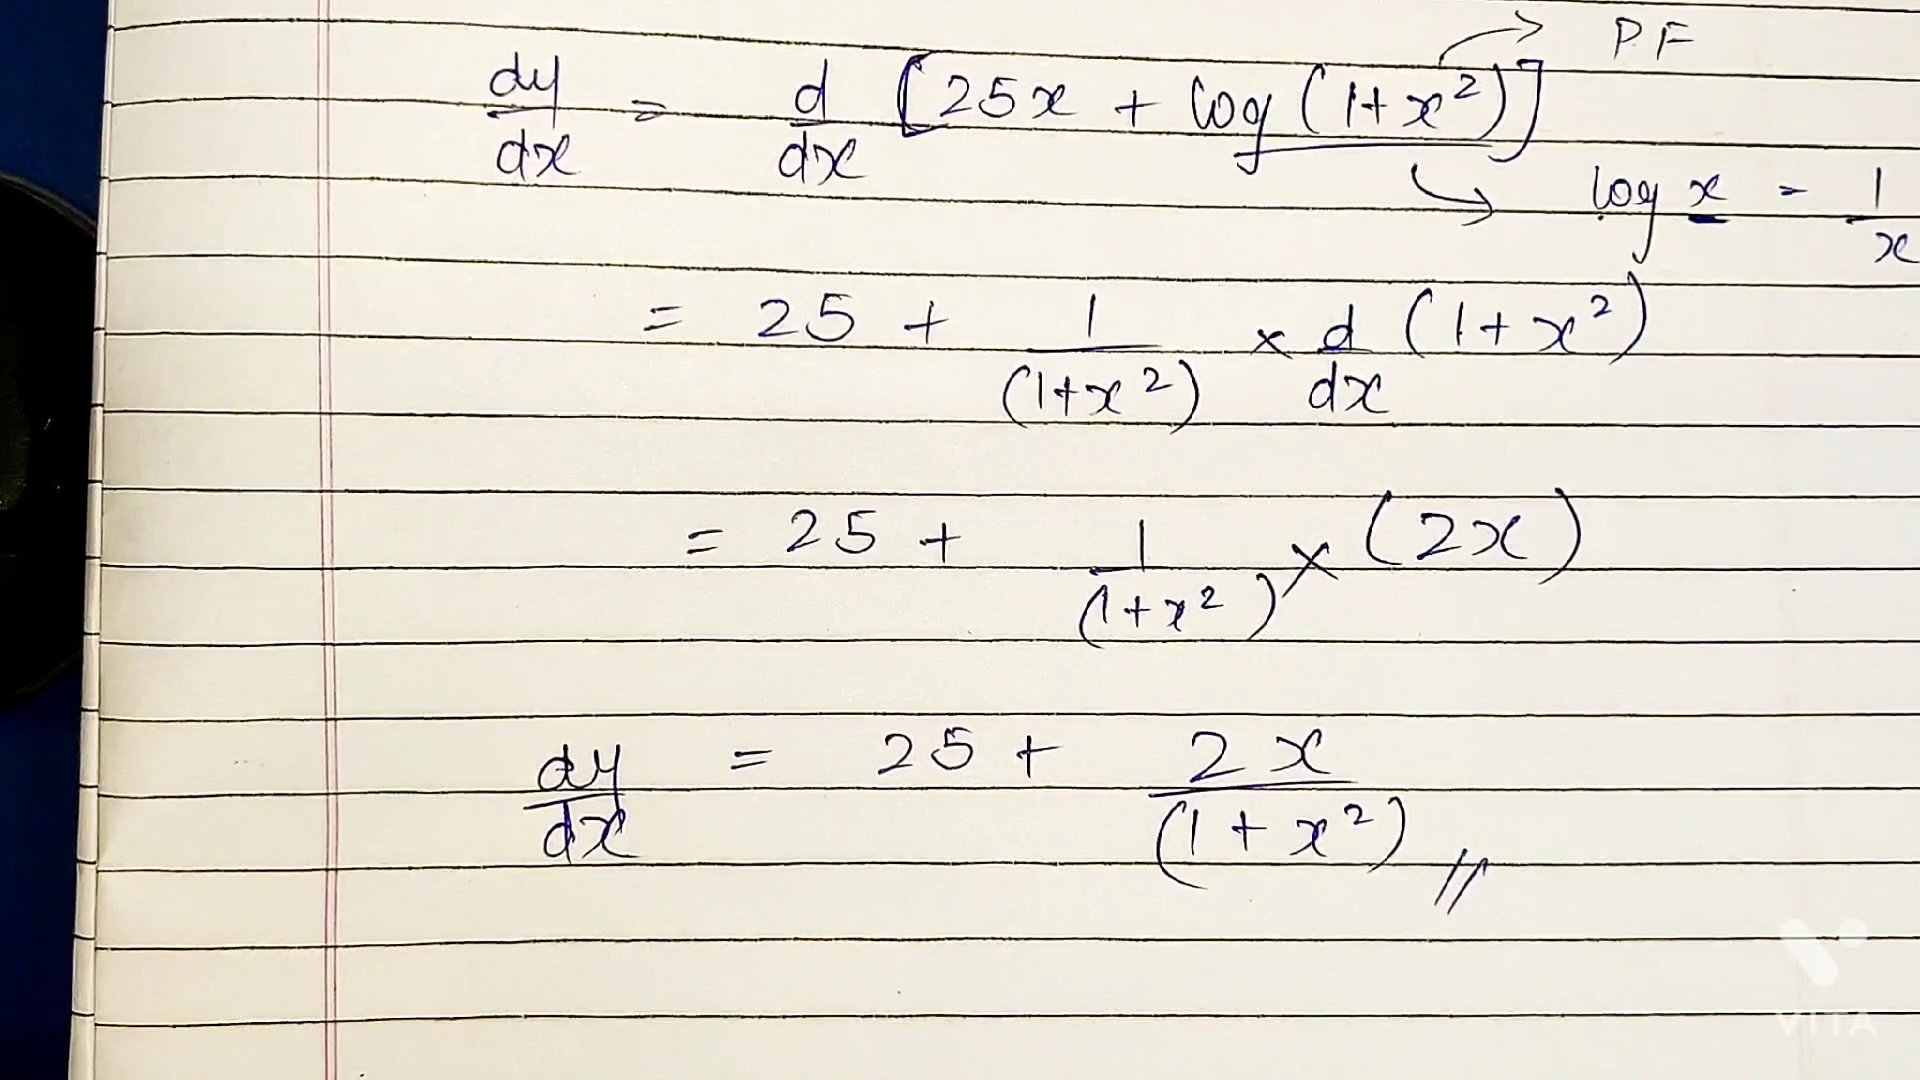 PF
dy/dx = d/dx [25x + log(1+x²)]
log x = 1/x
= 25 + 1/(1+x²) × d/dx (1+x²)
= 25 + 1/(1+x²) × (2x)
dy/dx = 25 + 2x/(1+x²) //
VITA